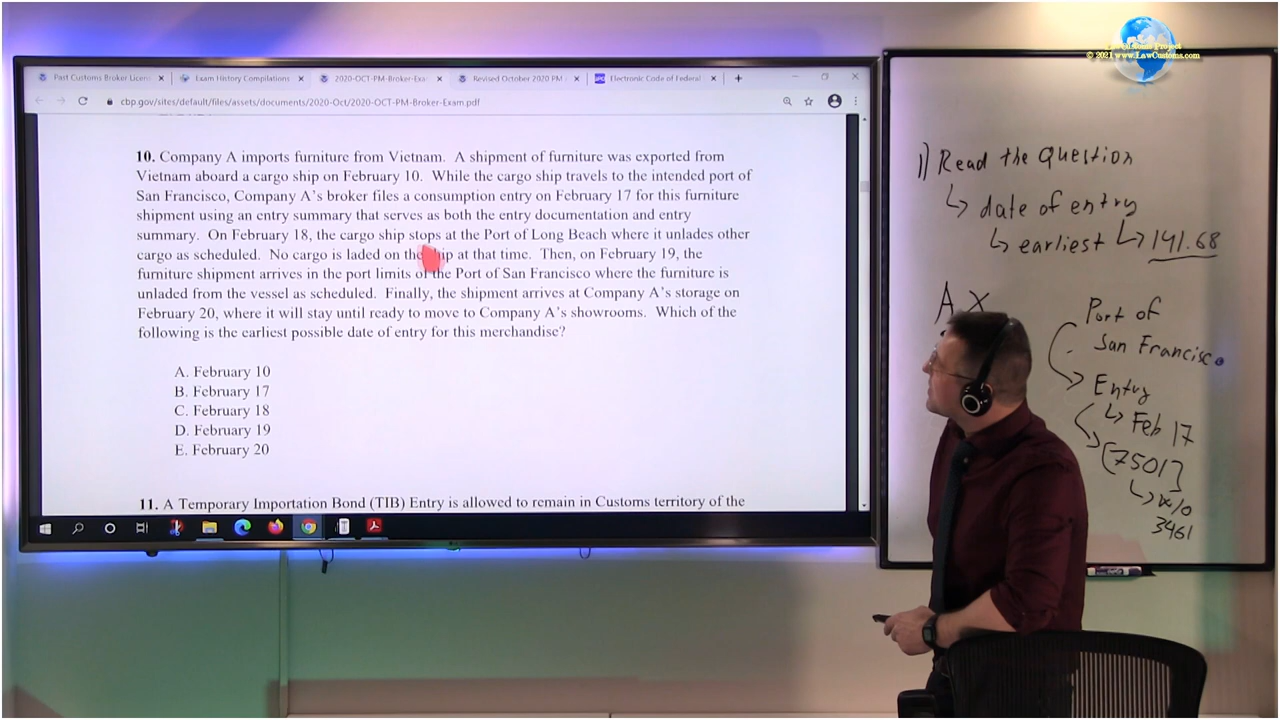 LawCustoms Project
© 2021 www.LawCustoms.com
Past Customs Broker Licen
Exam History Compilations
2020-OCT-PM-Broker-Exa
Revised October 2020 PM
Electronic Code of Federal
cbp.gov/sites/default/files/assets/documents/2020-Oct/2020-OCT-PM-Broker-Exam.pdf
10. Company A imports furniture from Vietnam. A shipment of furniture was exported from
Vietnam aboard a cargo ship on February 10. While the cargo ship travels to the intended port of
San Francisco, Company A's broker files a consumption entry on February 17 for this furniture
shipment using an entry summary that serves as both the entry documentation and entry
summary. On February 18, the cargo ship stops at the Port of Long Beach where it unlades other
cargo as scheduled. No cargo is laded on the ship at that time. Then, on February 19, the
furniture shipment arrives in the port limits of the Port of San Francisco where the furniture is
unladed from the vessel as scheduled. Finally, the shipment arrives at Company A's storage on
February 20, where it will stay until ready to move to Company A's showrooms. Which of the
following is the earliest possible date of entry for this merchandise?
A. February 10
B. February 17
C. February 18
D. February 19
E. February 20
11. A Temporary Importation Bond (TIB) Entry is allowed to remain in Customs territory of the
1) Read the Question
date of entry
earliest 141.68
A X
Port of
San Francisco
Entry
Feb 17
[7501]
w/o
3461